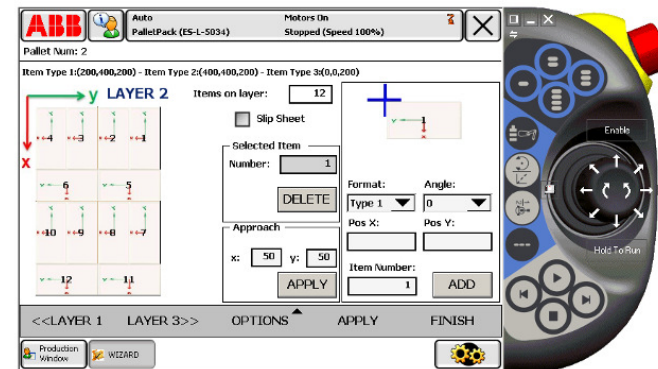 ABB
Auto
PalletPack (ES-L-5034)
Motors On
Stopped (Speed 100%)
Pallet Num: 2
Item Type 1:(200,400,200) - Item Type 2:(400,400,200) - Item Type 3:(0,0,200)
y LAYER 2
x
4 3 2 1
6 5
10 9 8 7
12 11
Items on layer: 12
Slip Sheet
Selected Item
Number: 1
DELETE
Approach
x: 50 y: 50
APPLY
Y 1
Format: Angle:
Type 1 0
Pos X: Pos Y:
Item Number:
1 ADD
<<LAYER 1 LAYER 3>> OPTIONS APPLY FINISH
Production
Window
WIZARD
Enable
Hold To Run